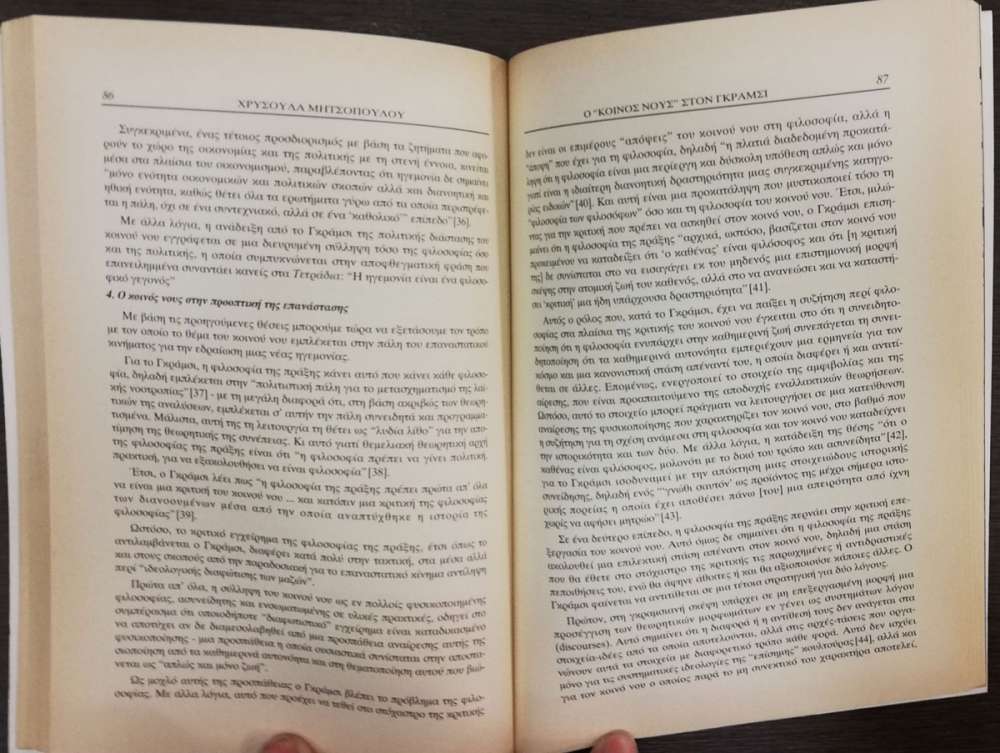 86
ΧΡΥΣΟΥΛΑ ΜΗΤΣΟΠΟΥΛΟΥ
Συγκεκριμένα, ένας τέτοιος προσδιορισμός με βάση τα ζητήματα που αφο-
ρούν το χώρο της οικονομίας και της πολιτικής με τη στενή έννοια, κινείται
μέσα στα πλαίσια του οικονομισμού, παραβλέποντας ότι ηγεμονία δε σημαίνει
"μόνο ενότητα οικονομικών και πολιτικών σκοπών αλλά και διανοητική και
ηθική ενότητα, καθώς θέτει όλα τα ερωτήματα γύρω από τα οποία περιστρέφε-
ται η πάλη, όχι σε ένα συντεχνιακό, αλλά σε ένα 'καθολικό'" επίπεδο"[36].
Με άλλα λόγια, η ανάδειξη από το Γκράμσι της πολιτικής διάστασης του
κοινού νου εγγράφεται σε μια διευρυμένη σύλληψη τόσο της φιλοσοφίας όσο
και της πολιτικής, η οποία συμπυκνώνεται στην αποφθεγματική φράση που
επανειλημμένα συναντάει κανείς στα Τετράδια: "Η ηγεμονία είναι ένα φιλοσο-
φικό γεγονός"
4. Ο κοινός νους στην προοπτική της επανάστασης
Με βάση τις προηγούμενες θέσεις μπορούμε τώρα να εξετάσουμε τον τρόπο
με τον οποίο το θέμα του κοινού νου εμπλέκεται στην πάλη του επαναστατικού
κινήματος για την εδραίωση μιας νέας ηγεμονίας.
Για το Γκράμσι, η φιλοσοφία της πράξης κάνει αυτό που κάνει κάθε φιλοσο-
φία, δηλαδή εμπλέκεται στην "πολιτιστική πάλη για το μετασχηματισμό της λαϊ-
κής νοοτροπίας"[37] - με τη μεγάλη διαφορά ότι, στη βάση ακριβώς των θεωρη-
τικών της αναλύσεων, εμπλέκεται σ' αυτήν την πάλη συνειδητά και προγραμμα-
τισμένα. Μάλιστα, αυτή της τη λειτουργία τη θέτει ως "λυδία λίθο" για την απο-
τίμηση της θεωρητικής της συνέπειας. Κι αυτό γιατί θεμελιακή θεωρητική αρχή
της φιλοσοφίας της πράξης είναι ότι "η φιλοσοφία πρέπει να γίνει πολιτική,
πρακτική, για να εξακολουθήσει να είναι φιλοσοφία"[38].
Έτσι, ο Γκράμσι λέει πως "η φιλοσοφία της πράξης πρέπει πρώτα απ' όλα
να είναι μια κριτική του κοινού νου ... και κατόπιν μια κριτική της φιλοσοφίας
των διανοουμένων μέσα από την οποία αναπτύχθηκε η ιστορία της
φιλοσοφίας"[39].
Ωστόσο, το κριτικό εγχείρημα της φιλοσοφίας της πράξης, έτσι όπως το
αντιλαμβάνεται ο Γκράμσι, διαφέρει κατά πολύ στην τακτική, στα μέσα αλλά
και στους σκοπούς από την παραδοσιακή για το επαναστατικό κίνημα αντίληψη
περί "ιδεολογικής διαφώτισης των μαζών".
Πρώτα απ' όλα, η σύλληψη του κοινού νου ως εν πολλοίς φυσικοποιημένης
φιλοσοφίας, ασυνείδητης και ενσωματωμένης σε υλικές πρακτικές, οδηγεί στο
συμπέρασμα ότι οποιοδήποτε "διαφωτιστικό" εγχείρημα είναι καταδικασμένο
να αποτύχει αν δε διαμεσολαβηθεί από μια προσπάθεια αναίρεσης αυτής της
φυσικοποίησης - μια προσπάθεια η οποία ουσιαστικά συνίσταται στην αποστα-
σιοποίηση από τα καθημερινά αυτονόητα και στη θεματοποίηση αυτού που βιώ-
νεται ως "απλώς και μόνο ζωή".
Ως μοχλό αυτής της προσπάθειας ο Γκράμσι βλέπει το πρόβλημα της φιλο-
σοφίας. Με άλλα λόγια, αυτό που προέχει να τεθεί στο στόχαστρο της κριτικής
87
Ο "ΚΟΙΝΟΣ ΝΟΥΣ" ΣΤΟΝ ΓΚΡΑΜΣΙ
δεν είναι οι επιμέρους "απόψεις" του κοινού νου στη φιλοσοφία, αλλά η
"άποψη" που έχει για τη φιλοσοφία, δηλαδή "η πλατιά διαδεδομένη προκατά-
ληψη ότι η φιλοσοφία είναι μια περίεργη και δύσκολη υπόθεση απλώς και μόνο
γιατί είναι η ιδιαίτερη διανοητική δραστηριότητα μιας συγκεκριμένης κατηγο-
ρίας ειδικών"[40]. Και αυτή είναι μια προκατάληψη που μυστικοποιεί τόσο τη
"φιλοσοφία των φιλοσόφων" όσο και τη φιλοσοφία του κοινού νου. Έτσι, μιλώ-
ντας για την κριτική που πρέπει να ασκηθεί στον κοινό νου, ο Γκράμσι επιση-
μαίνει ότι η φιλοσοφία της πράξης "αρχικά, ωστόσο, βασίζεται στον κοινό νου
προκειμένου να καταδείξει ότι 'ο καθένας' είναι φιλόσοφος και ότι [η κριτική
της] δε συνίσταται στο να εισαγάγει εκ του μηδενός μια επιστημονική μορφή
σκέψης στην ατομική ζωή του καθενός, αλλά στο να ανανεώσει και να καταστή-
σει 'κριτική' μια ήδη υπάρχουσα δραστηριότητα"[41].
Αυτός ο ρόλος που, κατά το Γκράμσι, έχει να παίξει η συζήτηση περί φιλο-
σοφίας στα πλαίσια της κριτικής του κοινού νου έγκειται στο ότι η συνειδητο-
ποίηση ότι η φιλοσοφία ενυπάρχει στην καθημερινή ζωή συνεπάγεται τη συνει-
δητοποίηση ότι τα καθημερινά αυτονόητα εμπεριέχουν μια ερμηνεία για τον
κόσμο και μια κανονιστική στάση απέναντί του, η οποία διαφέρει ή και αντιτί-
θεται σε άλλες. Επομένως, ενεργοποιεί το στοιχείο της αμφιβολίας και της
αίρεσης, που είναι προαπαιτούμενο της αποδοχής εναλλακτικών θεωρήσεων.
Ωστόσο, αυτό το στοιχείο μπορεί πράγματι να λειτουργήσει σε μια κατεύθυνση
αναίρεσης της φυσικοποίησης που χαρακτηρίζει τον κοινό νου, στο βαθμό που
η συζήτηση για τη σχέση ανάμεσα στη φιλοσοφία και τον κοινό νου καταδείχνει
την ιστορικότητα και των δύο. Με άλλα λόγια, η κατάδειξη της θέσης "ότι ο
καθένας είναι φιλόσοφος, μολονότι με το δικό του τρόπο και ασυνείδητα"[42],
για το Γκράμσι ισοδυναμεί με την απόκτηση μιας στοιχειώδους ιστορικής
συνείδησης, δηλαδή ενός "'γνώθι σαυτόν' ως προϊόντος της μέχρι σήμερα ιστο-
ρικής πορείας η οποία έχει αποθέσει πάνω [του] μια απειρότητα από ίχνη
χωρίς να αφήσει μητρώο"[43].
Σε ένα δεύτερο επίπεδο, η φιλοσοφία της πράξης περνάει στην κριτική επε-
ξεργασία του κοινού νου. Αυτό όμως δε σημαίνει ότι η φιλοσοφία της πράξης
ακολουθεί μια επιλεκτική στάση απέναντι στον κοινό νου, δηλαδή μια στάση
που θα έθετε στο στόχαστρο της κριτικής τις παρωχημένες ή αντιδραστικές
πεποιθήσεις του, ενώ θα άφηνε άθικτες ή και θα αξιοποιούσε κάποιες άλλες. Ο
Γκράμσι φαίνεται να αντιτίθεται σε μια τέτοια στρατηγική για δύο λόγους.
Πρώτον, στη γκραμσιανή σκέψη υπάρχει σε μη επεξεργασμένη μορφή μια
προσέγγιση των θεωρητικών μορφωμάτων εν γένει ως συστημάτων λόγου
(discourses). Αυτό σημαίνει ότι η διαφορά ή η αντίθεσή τους δεν ανάγεται στα
στοιχεία-ιδέες από τα οποία αποτελούνται, αλλά στις αρχές-τάσεις που οργα-
νώνουν αυτά τα στοιχεία με διαφορετικό τρόπο κάθε φορά. Αυτό δεν ισχύει
μόνο για τις συστηματικές ιδεολογίες της "επίσημης" κουλτούρας[44], αλλά και
για τον κοινό νου ο οποίος παρά το μη συνεκτικό του χαρακτήρα αποτελεί,